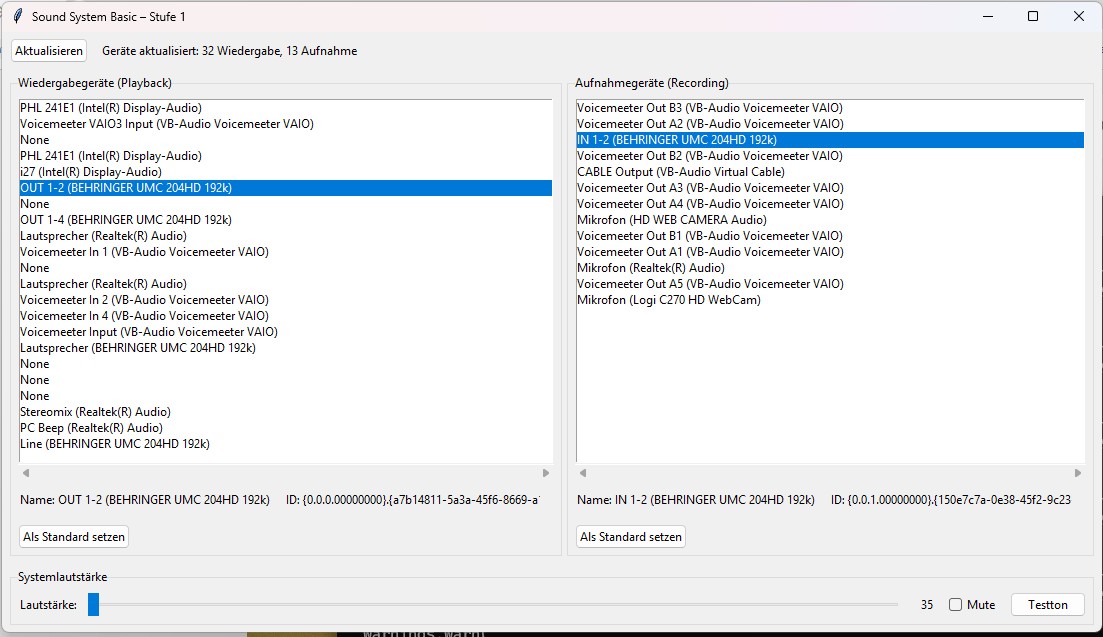 Sound System Basic – Stufe 1
Aktualisieren
Geräte aktualisiert: 32 Wiedergabe, 13 Aufnahme
Wiedergabegeräte (Playback)
PHL 241E1 (Intel(R) Display-Audio)
Voicemeeter VAIO3 Input (VB-Audio Voicemeeter VAIO)
None
PHL 241E1 (Intel(R) Display-Audio)
i27 (Intel(R) Display-Audio)
OUT 1-2 (BEHRINGER UMC 204HD 192k)
None
OUT 1-4 (BEHRINGER UMC 204HD 192k)
Lautsprecher (Realtek(R) Audio)
Voicemeeter In 1 (VB-Audio Voicemeeter VAIO)
None
Lautsprecher (Realtek(R) Audio)
Voicemeeter In 2 (VB-Audio Voicemeeter VAIO)
Voicemeeter In 4 (VB-Audio Voicemeeter VAIO)
Voicemeeter Input (VB-Audio Voicemeeter VAIO)
Lautsprecher (BEHRINGER UMC 204HD 192k)
None
None
None
Stereomix (Realtek(R) Audio)
PC Beep (Realtek(R) Audio)
Line (BEHRINGER UMC 204HD 192k)
Name: OUT 1-2 (BEHRINGER UMC 204HD 192k) ID: {0.0.0.00000000}.{a7b14811-5a3a-45f6-8669-a
Als Standard setzen
Aufnahmegeräte (Recording)
Voicemeeter Out B3 (VB-Audio Voicemeeter VAIO)
Voicemeeter Out A2 (VB-Audio Voicemeeter VAIO)
IN 1-2 (BEHRINGER UMC 204HD 192k)
Voicemeeter Out B2 (VB-Audio Voicemeeter VAIO)
CABLE Output (VB-Audio Virtual Cable)
Voicemeeter Out A3 (VB-Audio Voicemeeter VAIO)
Voicemeeter Out A4 (VB-Audio Voicemeeter VAIO)
Mikrofon (HD WEB CAMERA Audio)
Voicemeeter Out B1 (VB-Audio Voicemeeter VAIO)
Voicemeeter Out A1 (VB-Audio Voicemeeter VAIO)
Mikrofon (Realtek(R) Audio)
Voicemeeter Out A5 (VB-Audio Voicemeeter VAIO)
Mikrofon (Logi C270 HD WebCam)
Name: IN 1-2 (BEHRINGER UMC 204HD 192k) ID: {0.0.1.00000000}.{150e7c7a-0e38-45f2-9c23
Als Standard setzen
Systemlautstärke
Lautstärke:
35
Mute
Testton
warnings.warn(